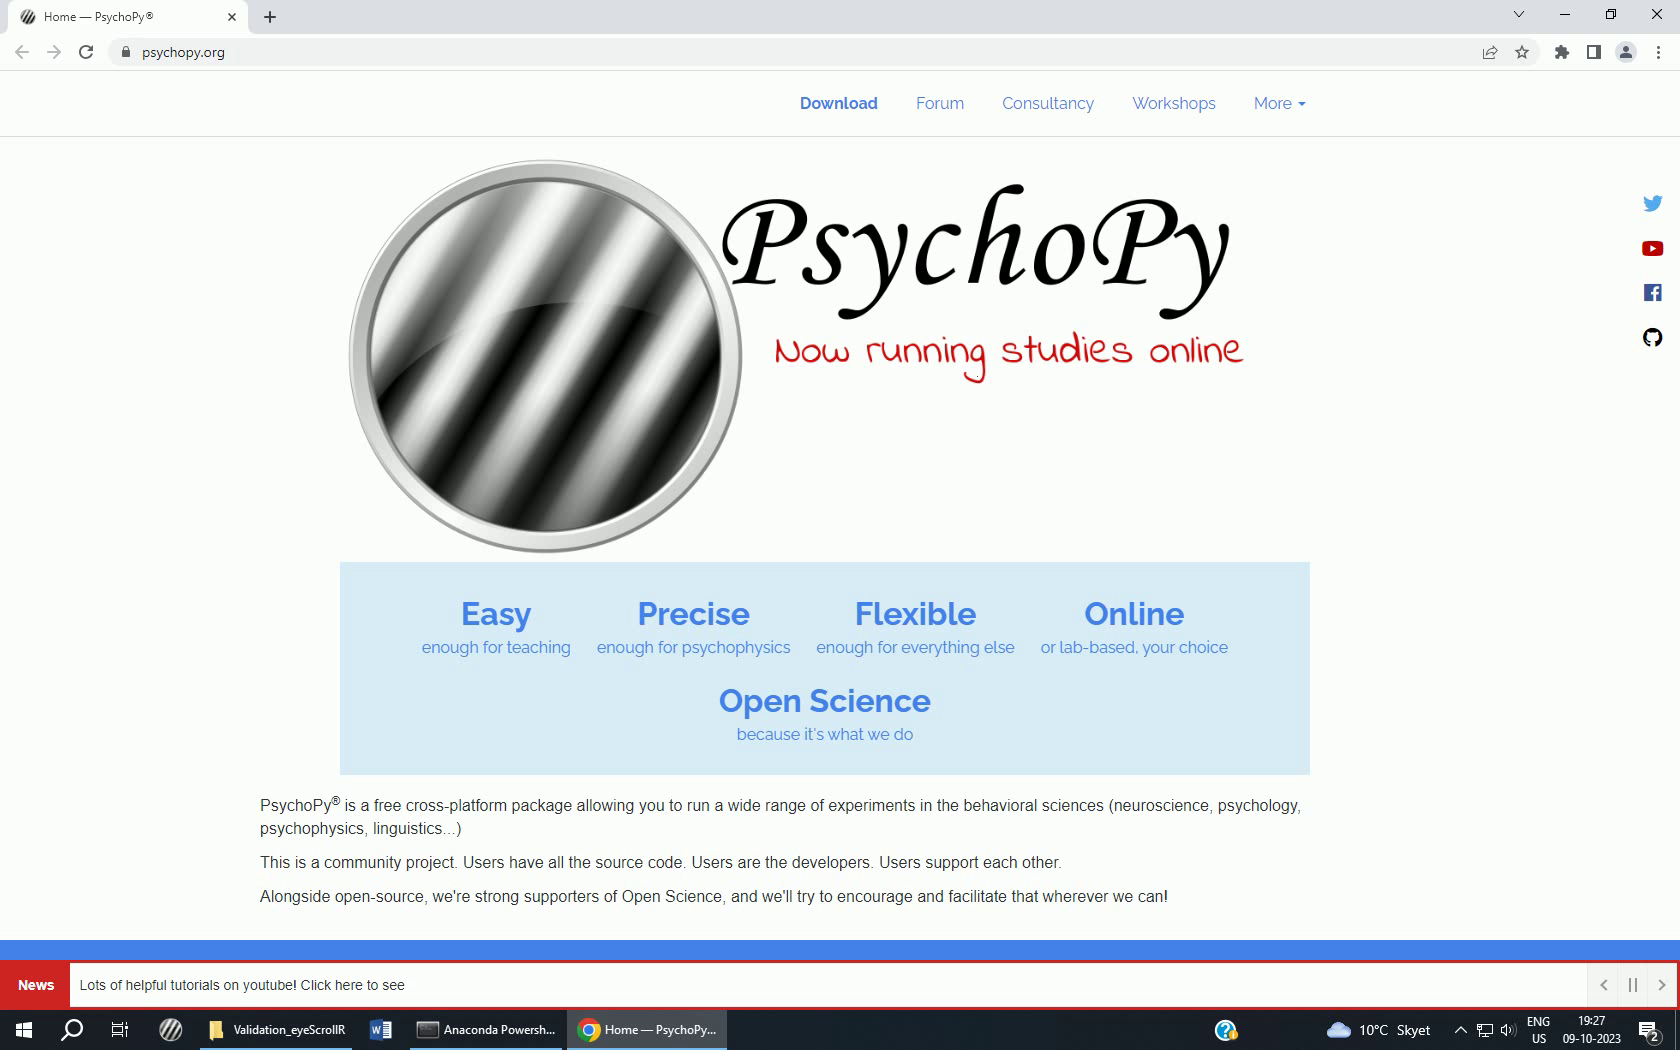 Home — PsychoPy®
psychopy.org
Download
Forum
Consultancy
Workshops
More
PsychoPy
Now running studies online
Easy
enough for teaching
Precise
enough for psychophysics
Flexible
enough for everything else
Online
or lab-based, your choice
Open Science
because it's what we do
PsychoPy® is a free cross-platform package allowing you to run a wide range of experiments in the behavioral sciences (neuroscience, psychology,
psychophysics, linguistics...)
This is a community project. Users have all the source code. Users are the developers. Users support each other.
Alongside open-source, we're strong supporters of Open Science, and we'll try to encourage and facilitate that wherever we can!
News
Lots of helpful tutorials on youtube! Click here to see
Validation_eyeScrollR
Anaconda Powersh...
Home — PsychoPy...
10°C Skyet
ENG
US
19:27
09-10-2023
2